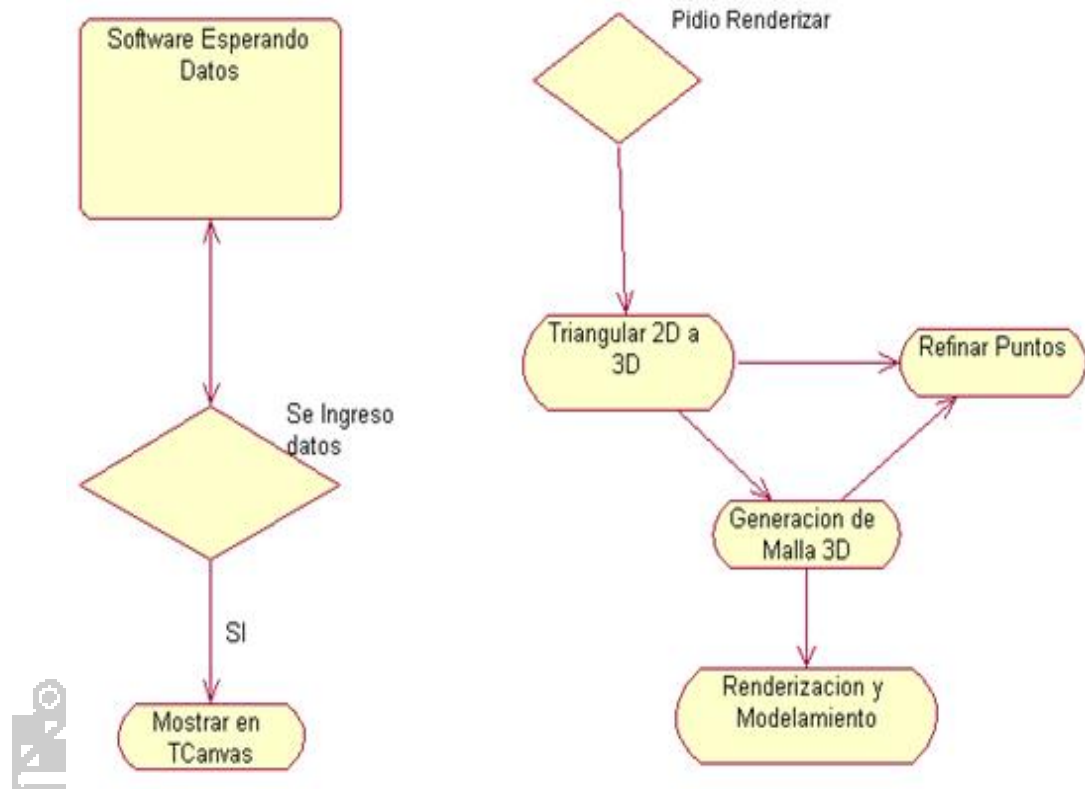 Software Esperando
Datos
Se Ingreso
datos
SI
Mostrar en
TCanvas
Pidio Renderizar
Triangular 2D a
3D
Refinar Puntos
Generacion de
Malla 3D
Renderizacion y
Modelamiento